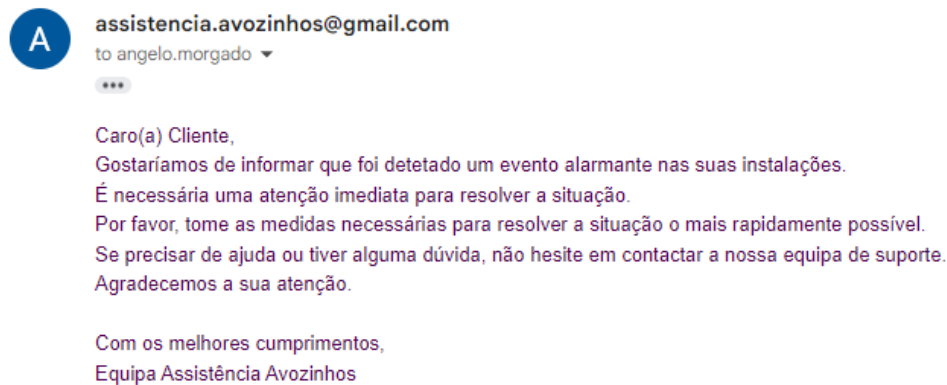 A
assistencia.avozinhos@gmail.com
to angelo.morgado
Caro(a) Cliente,
Gostaríamos de informar que foi detetado um evento alarmante nas suas instalações.
É necessária uma atenção imediata para resolver a situação.
Por favor, tome as medidas necessárias para resolver a situação o mais rapidamente possível.
Se precisar de ajuda ou tiver alguma dúvida, não hesite em contactar a nossa equipa de suporte.
Agradecemos a sua atenção.
Com os melhores cumprimentos,
Equipa Assistência Avozinhos